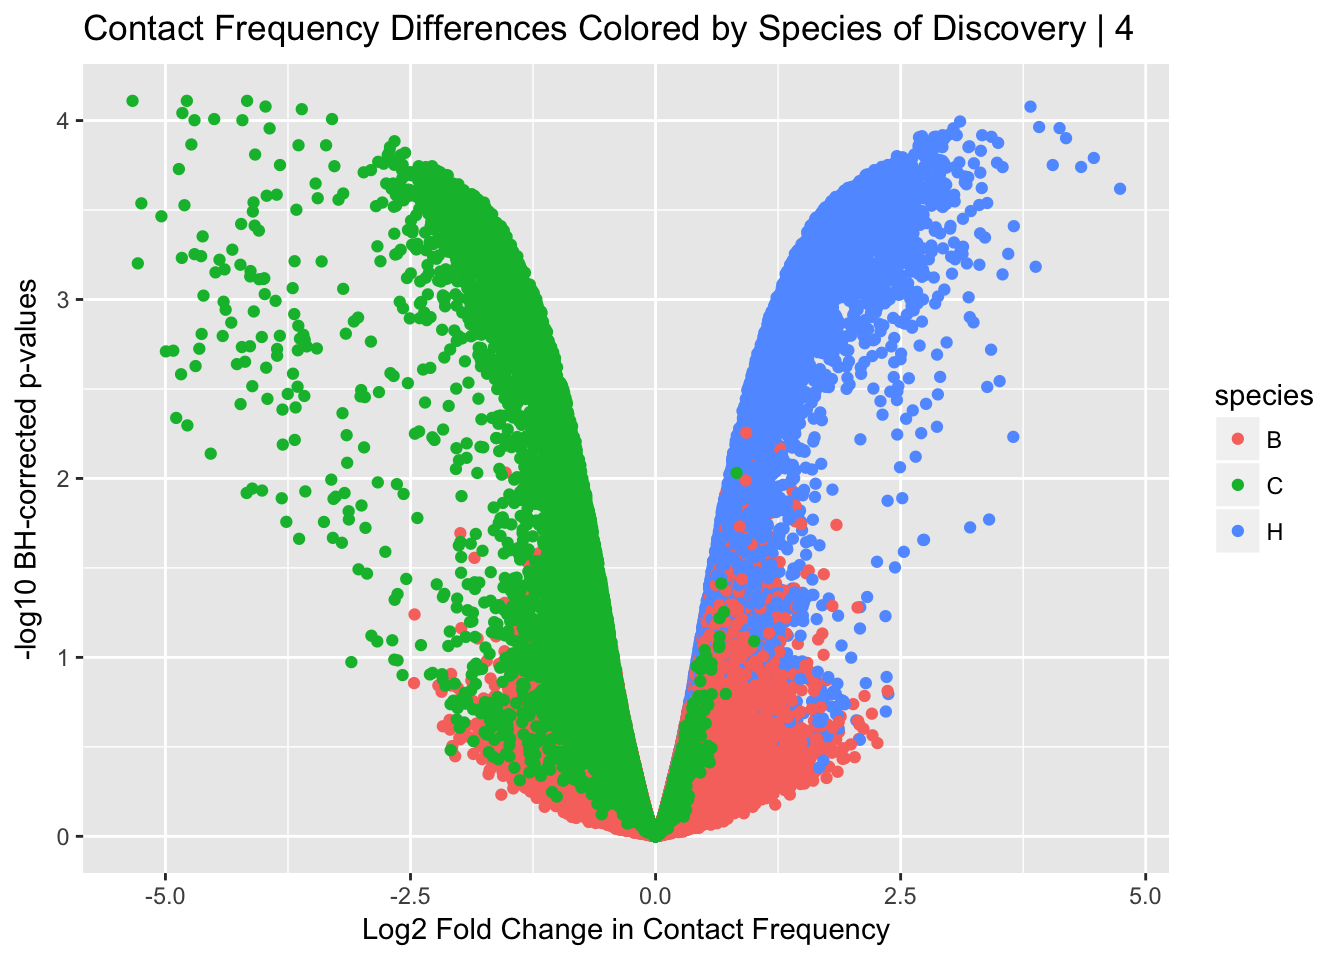 Contact Frequency Differences Colored by Species of Discovery | 4
-log10 BH-corrected p-values
4
3
2
1
0
-5.0
-2.5
0.0
2.5
5.0
Log2 Fold Change in Contact Frequency
species
B
C
H